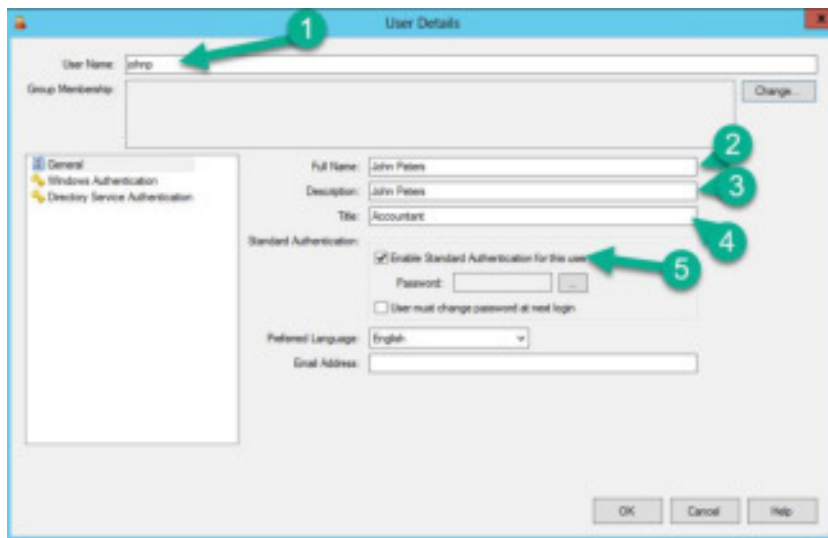 User Details
1
User Name: johnp
Group Membership:
Change...
General
Windows Authentication
Directory Service Authentication
2
Full Name: John Peters
3
Description: John Peters
Title: Accountant
4
Standard Authentication:
Enable Standard Authentication for this user
5
Password: ...
User must change password at next login
Preferred Language: English
Email Address:
OK Cancel Help